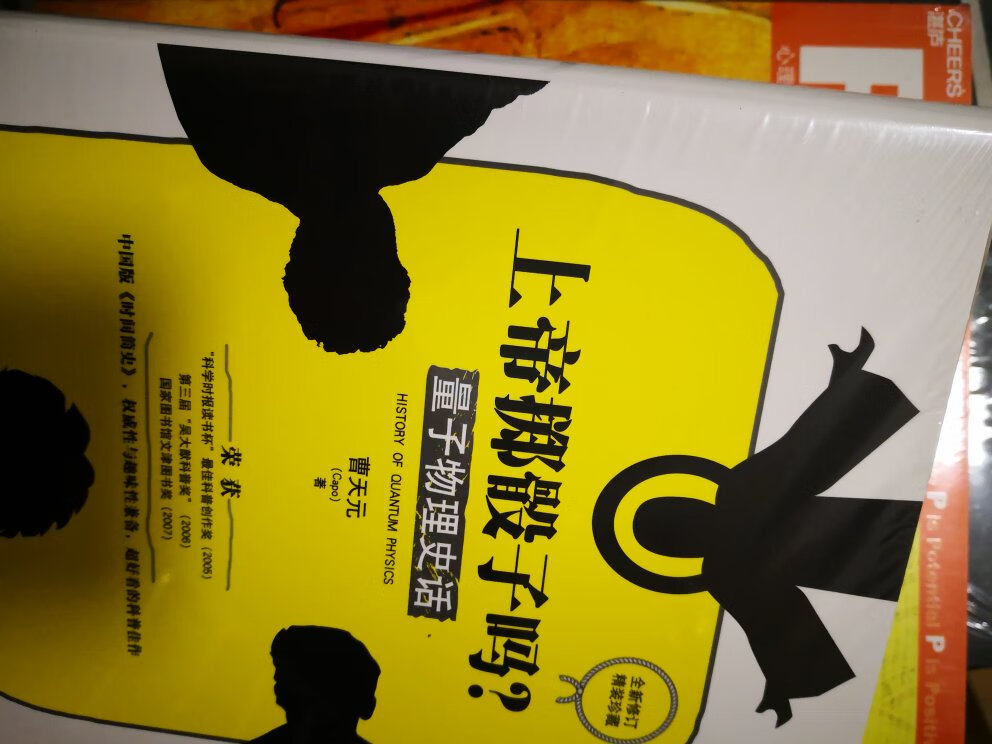 CHEERS
湛庐
心理
P is Potential P is Positi
全新修订
精装珍藏
上帝掷骰子吗?
量子物理史话
HISTORY OF QUANTUM PHYSICS
曹天元
(Capo)
著
荣获
"科学时报读书杯"最佳科普创作奖(2005)
第三届"吴大猷科普奖"(2006)
国家图书馆文津图书奖(2007)
中国版《时间简史》,权威性与趣味性兼备,超好看的科普佳作